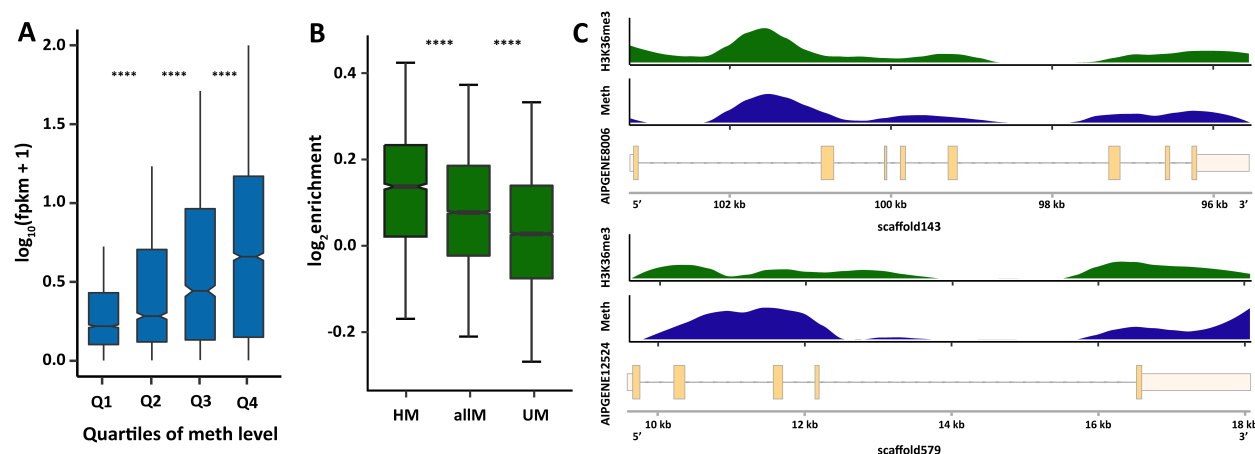 A
2.0
1.5
1.0
0.5
0.0
log10(fpkm + 1)
**** **** ****
Q1 Q2 Q3 Q4
Quartiles of meth level
B
**** ****
0.4
0.2
0.0
-0.2
log2enrichment
HM allM UM
C
H3K36me3
Meth
AIPGENE8006
102 kb 100 kb 98 kb 96 kb
5’ 3’
scaffold143
H3K36me3
Meth
AIPGENE12524
10 kb 12 kb 14 kb 16 kb 18 kb
5’ 3’
scaffold579